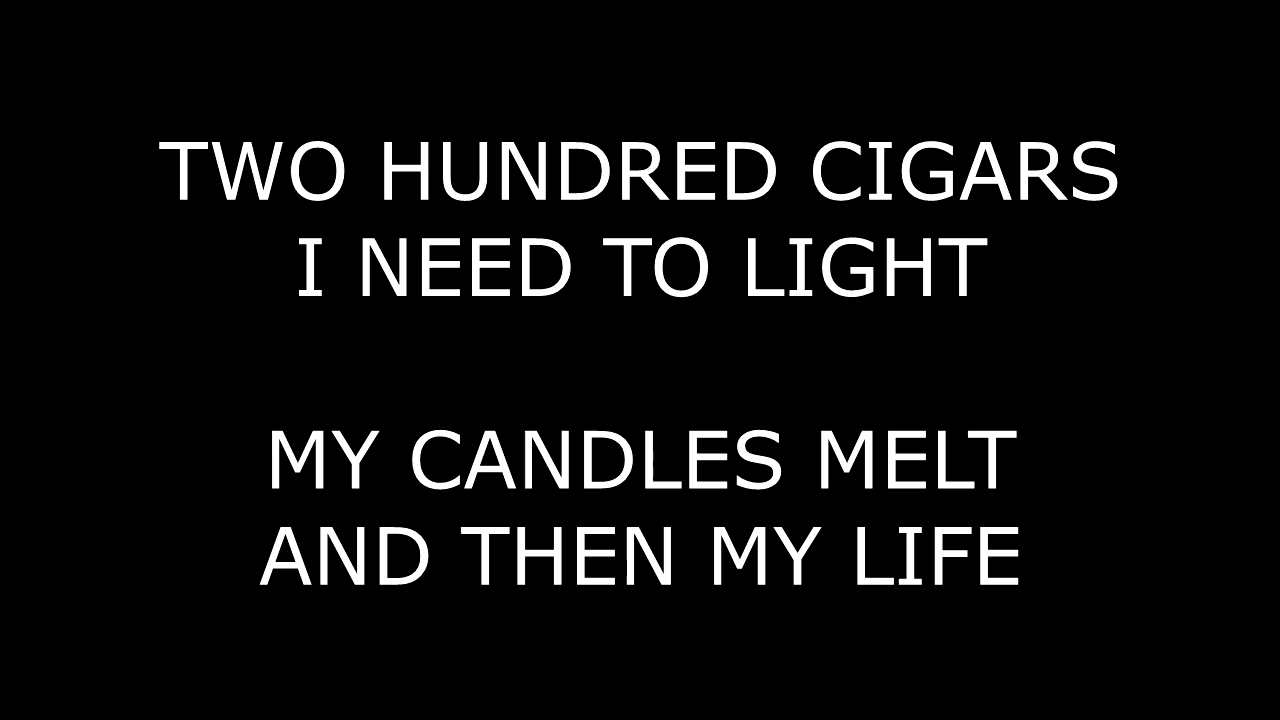 TWO HUNDRED CIGARS
I NEED TO LIGHT
MY CANDLES MELT
AND THEN MY LIFE